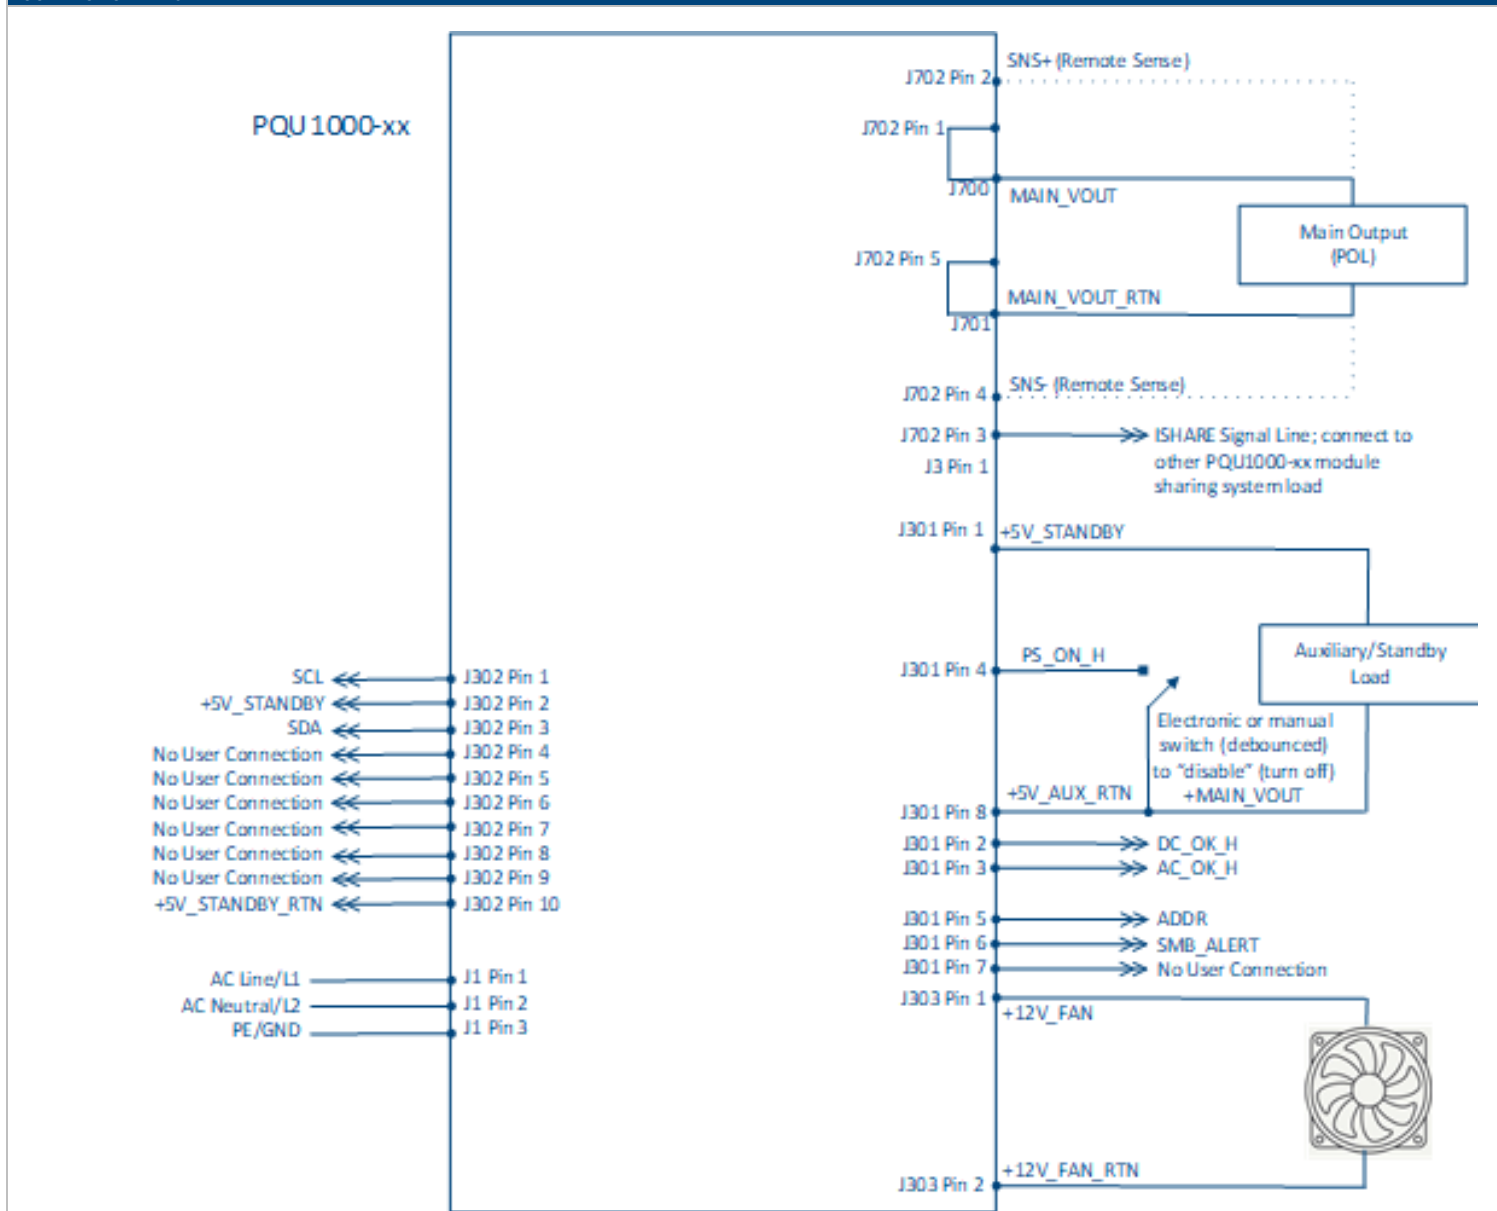 PQU1000-xx
J702 Pin 2
SNS+ (Remote Sense)
J702 Pin 1
J700
MAIN_VOUT
Main Output
(POL)
J702 Pin 5
MAIN_VOUT_RTN
J701
J702 Pin 4
SNS- (Remote Sense)
J702 Pin 3
ISHARE Signal Line; connect to
other PQU1000-xx module
sharing system load
J3 Pin 1
J301 Pin 1
+5V_STANDBY
J301 Pin 4
PS_ON_H
Auxiliary/Standby
Load
Electronic or manual
switch (debounced)
to "disable" (turn off)
+MAIN_VOUT
+5V_AUX_RTN
J301 Pin 8
J301 Pin 2
DC_OK_H
J301 Pin 3
AC_OK_H
J301 Pin 5
ADDR
J301 Pin 6
SMB_ALERT
J301 Pin 7
No User Connection
J303 Pin 1
+12V_FAN
J303 Pin 2
+12V_FAN_RTN
SCL
J302 Pin 1
+5V_STANDBY
J302 Pin 2
SDA
J302 Pin 3
No User Connection
J302 Pin 4
No User Connection
J302 Pin 5
No User Connection
J302 Pin 6
No User Connection
J302 Pin 7
No User Connection
J302 Pin 8
No User Connection
J302 Pin 9
+5V_STANDBY_RTN
J302 Pin 10
AC Line/L1
J1 Pin 1
AC Neutral/L2
J1 Pin 2
PE/GND
J1 Pin 3